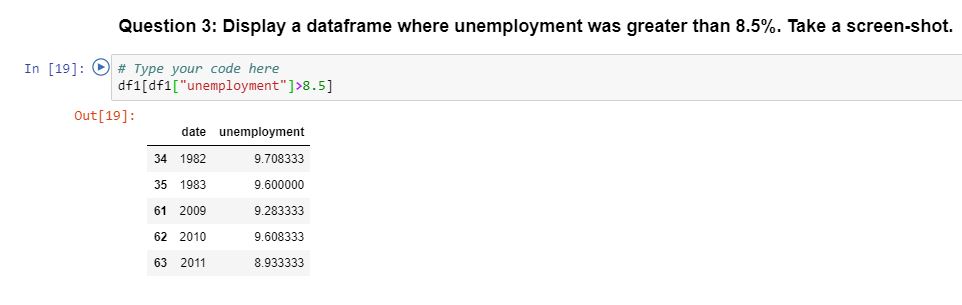 Question 3: Display a dataframe where unemployment was greater than 8.5%. Take a screen-shot.
In [19]: # Type your code here
df1[df1["unemployment"]>8.5]
Out[19]:
date unemployment
34 1982 9.708333
35 1983 9.600000
61 2009 9.283333
62 2010 9.608333
63 2011 8.933333